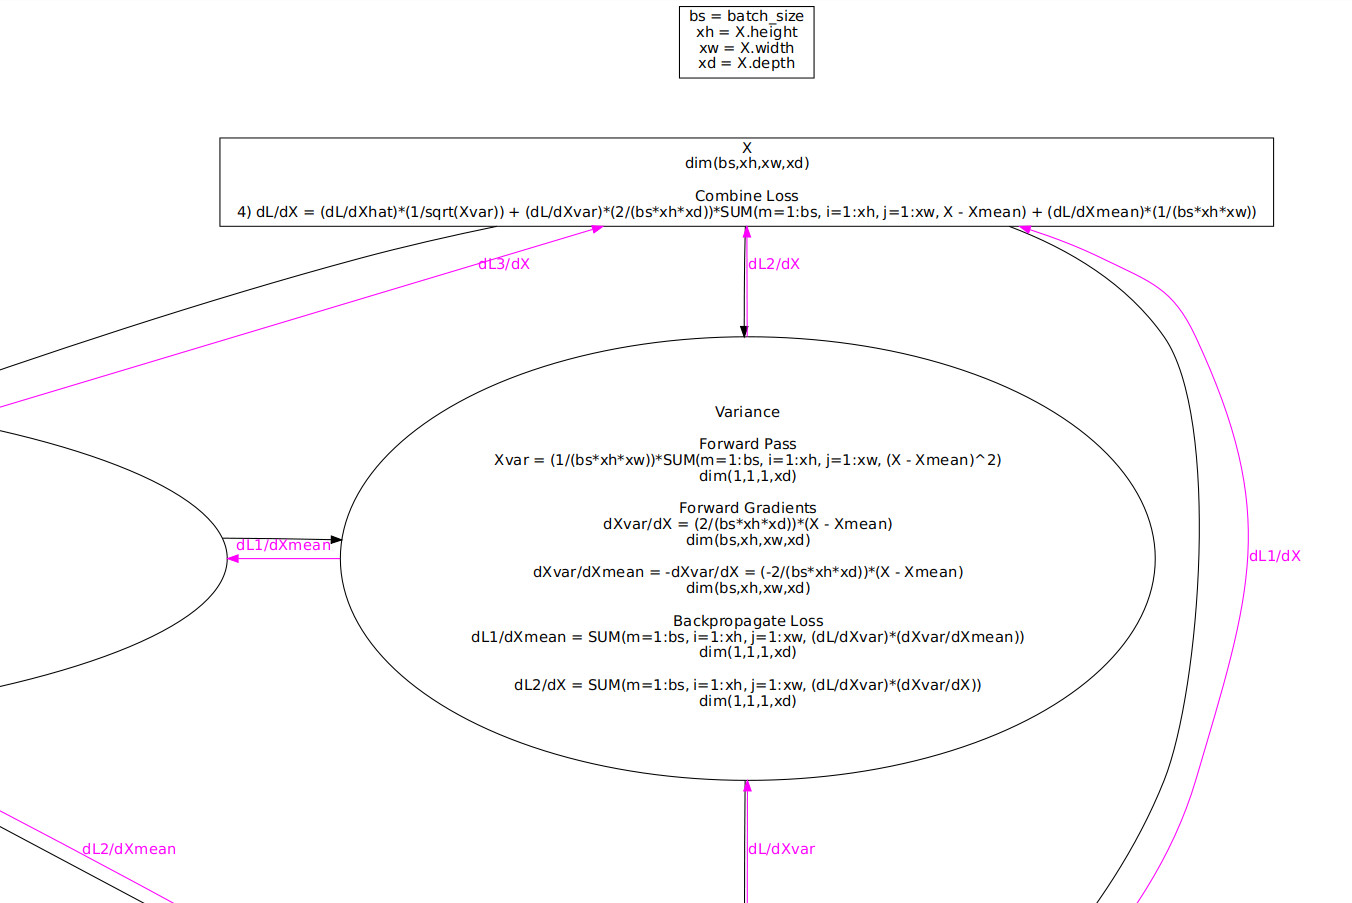 bs = batch_size
xh = X.height
xw = X.width
xd = X.depth
X
dim(bs,xh,xw,xd)
Combine Loss
4) dL/dX = (dL/dXhat)*(1/sqrt(Xvar)) + (dL/dXvar)*(2/(bs*xh*xd))*SUM(m=1:bs, i=1:xh, j=1:xw, X - Xmean) + (dL/dXmean)*(1/(bs*xh*xw))
dL3/dX
dL2/dX
Variance
Forward Pass
Xvar = (1/(bs*xh*xw))*SUM(m=1:bs, i=1:xh, j=1:xw, (X - Xmean)^2)
dim(1,1,1,xd)
Forward Gradients
dXvar/dX = (2/(bs*xh*xd))*(X - Xmean)
dim(bs,xh,xw,xd)
dL1/dXmean
dL1/dX
dXvar/dXmean = -dXvar/dX = (-2/(bs*xh*xd))*(X - Xmean)
dim(bs,xh,xw,xd)
Backpropagate Loss
dL1/dXmean = SUM(m=1:bs, i=1:xh, j=1:xw, (dL/dXvar)*(dXvar/dXmean))
dim(1,1,1,xd)
dL2/dX = SUM(m=1:bs, i=1:xh, j=1:xw, (dL/dXvar)*(dXvar/dX))
dim(1,1,1,xd)
dL2/dXmean
dL/dXvar